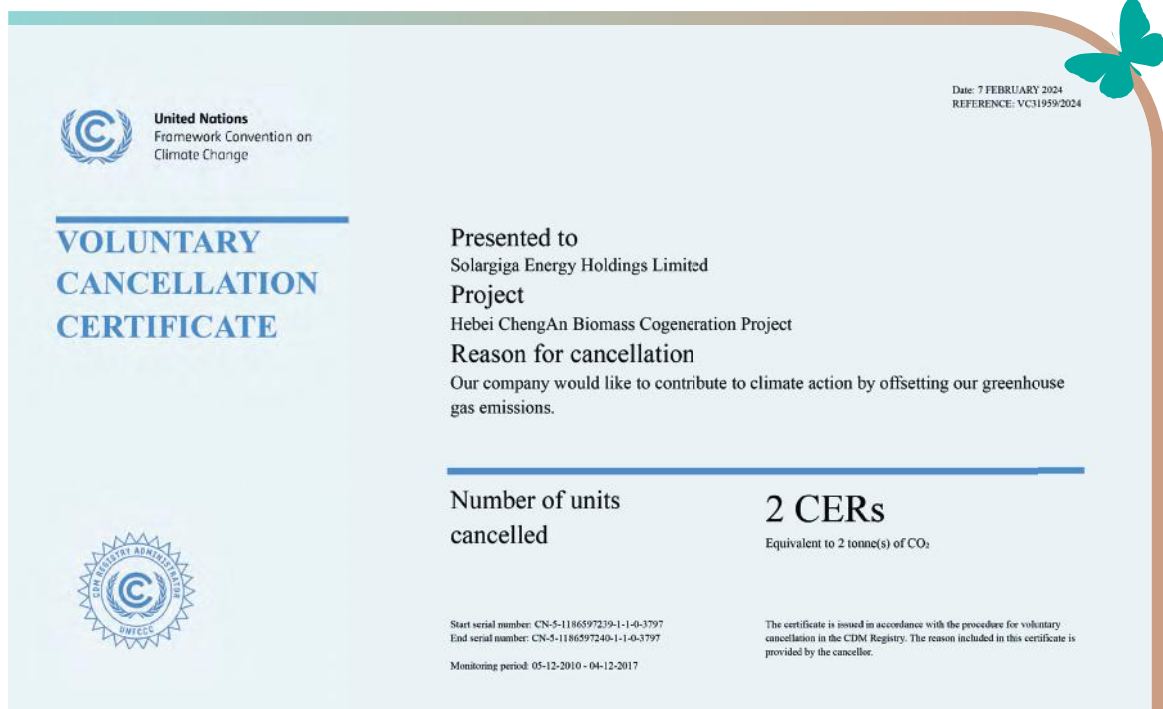 Date: 7 FEBRUARY 2024
REFERENCE: VC31959/2024
United Nations
Framework Convention on
Climate Change
VOLUNTARY
CANCELLATION
CERTIFICATE
Presented to
Solargiga Energy Holdings Limited
Project
Hebei ChengAn Biomass Cogeneration Project
Reason for cancellation
Our company would like to contribute to climate action by offsetting our greenhouse
gas emissions.
Number of units
cancelled
2 CERs
Equivalent to 2 tonne(s) of CO₂
CDM REGISTRY ADMINISTRATOR
UNFCCC
Start serial number: CN-5-1186597239-1-1-0-3797
End serial number: CN-5-1186597240-1-1-0-3797
Monitoring period: 05-12-2010 - 04-12-2017
The certificate is issued in accordance with the procedure for voluntary
cancellation in the CDM Registry. The reason included in this certificate is
provided by the canceller.